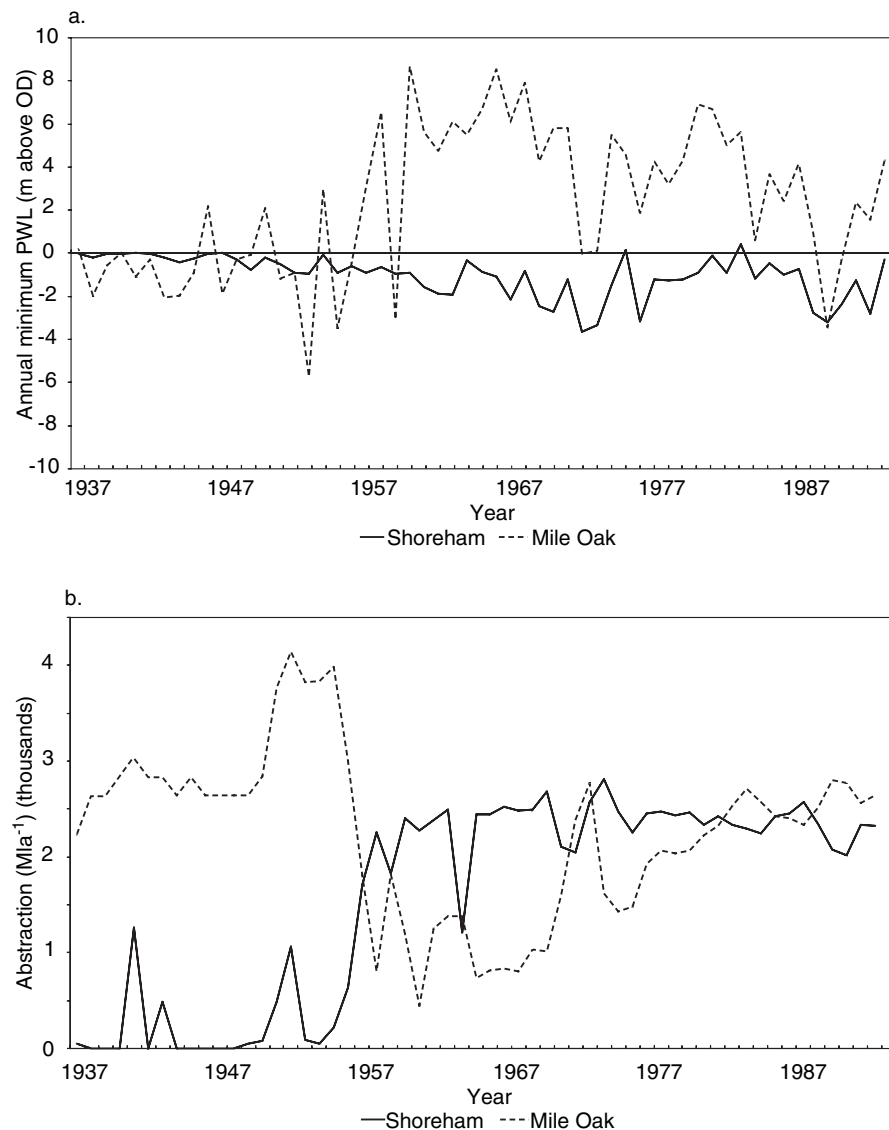 a.
Annual minimum PWL (m above OD)
10
8
6
4
2
0
-2
-4
-6
-8
-10
1937 1947 1957 1967 1977 1987
Year
Shoreham Mile Oak
b.
Abstraction (Mla-1) (thousands)
4
3
2
1
0
1937 1947 1957 1967 1977 1987
Year
Shoreham Mile Oak